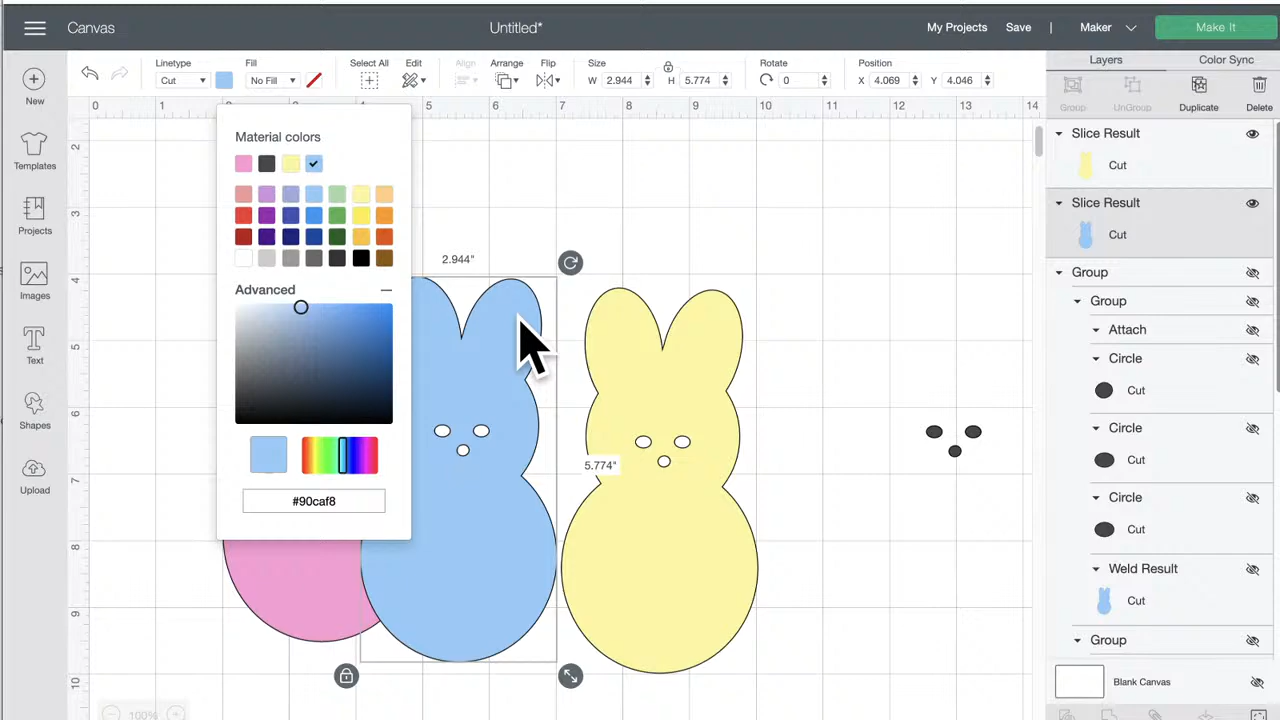 Canvas
Untitled*
My Projects
Save
|
Maker
Make It
New
Templates
Projects
Images
Text
Shapes
Upload
Linetype
Cut
Fill
No Fill
Select All
Edit
Align
Arrange
Flip
Size
W 2.944
H 5.774
Rotate
0
Position
X 4.069
Y 4.046
0 1 5 6 7 8 9 10 11 12 13 14
2
3
4
5
6
7
8
9
10
Material colors
Advanced
#90caf8
2.944"
5.774"
100%
Layers
Color Sync
Group
UnGroup
Duplicate
Delete
Slice Result
Cut
Slice Result
Cut
Group
Group
Attach
Circle
Cut
Circle
Cut
Circle
Cut
Weld Result
Cut
Group
Blank Canvas